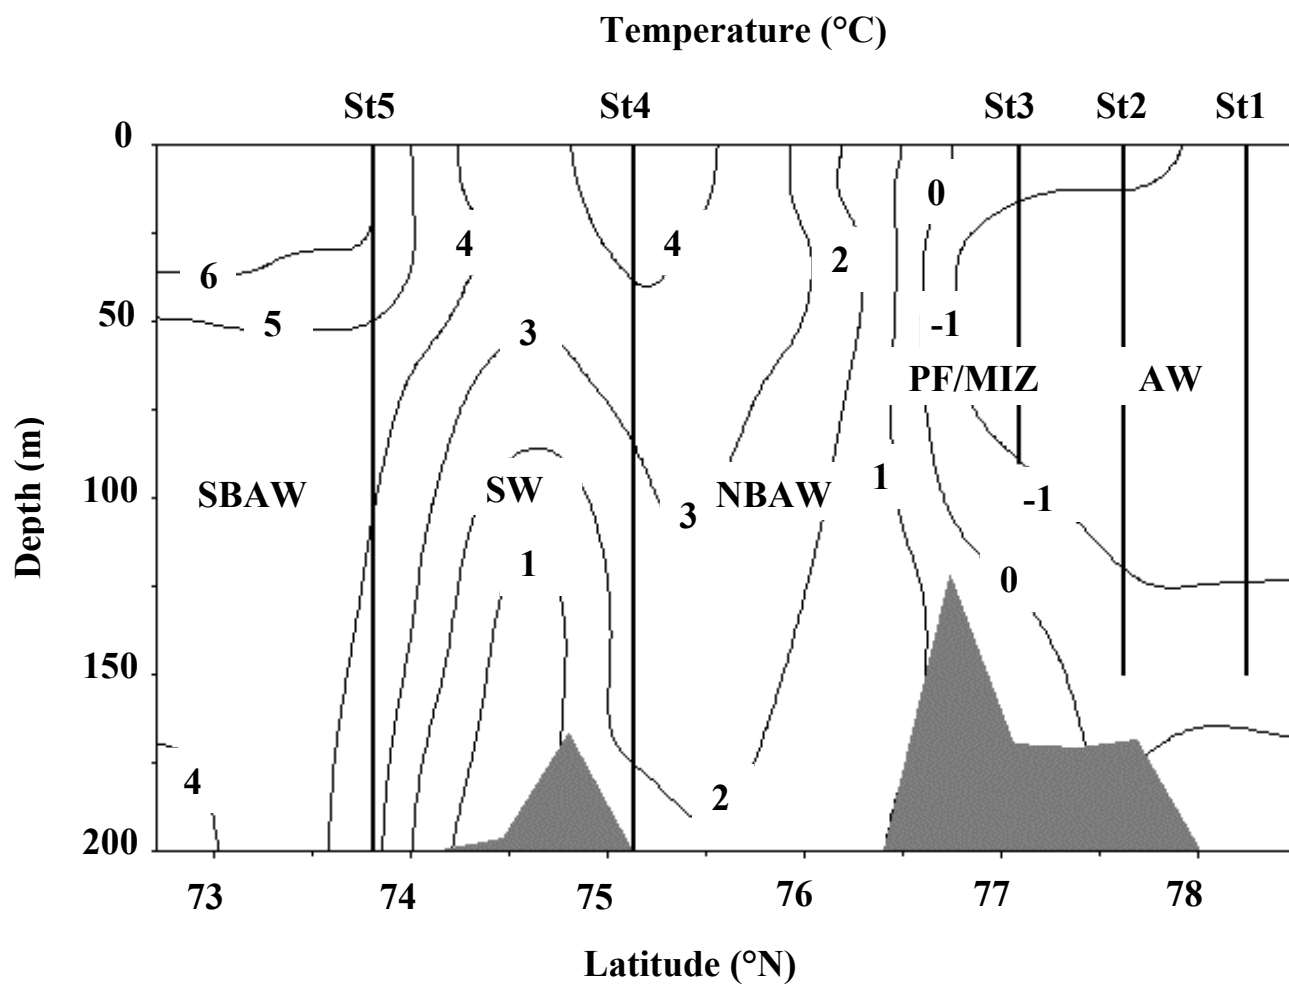 Temperature (°C)
St5 St4 St3 St2 St1
0
0
4 4
2
6
50
5 3 -1
PF/MIZ AW
1
100
SBAW SW NBAW
3 -1
1 0
150
4 2
200
73 74 75 76 77 78
Depth (m)
Latitude (°N)